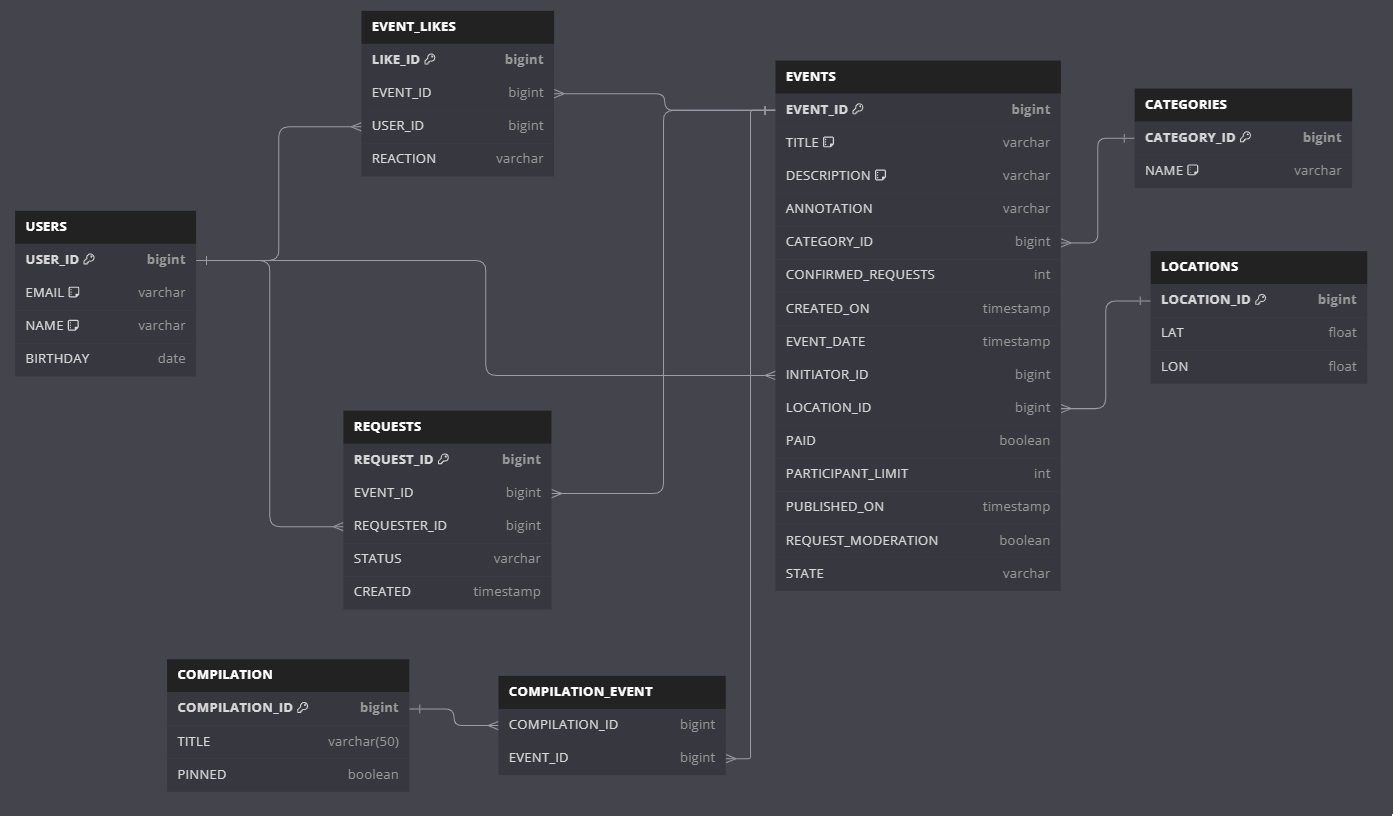 EVENT_LIKES
LIKE_ID bigint
EVENT_ID bigint
USER_ID bigint
REACTION varchar
EVENTS
EVENT_ID bigint
TITLE varchar
DESCRIPTION varchar
ANNOTATION varchar
CATEGORY_ID bigint
CONFIRMED_REQUESTS int
CREATED_ON timestamp
EVENT_DATE timestamp
INITIATOR_ID bigint
LOCATION_ID bigint
PAID boolean
PARTICIPANT_LIMIT int
PUBLISHED_ON timestamp
REQUEST_MODERATION boolean
STATE varchar
CATEGORIES
CATEGORY_ID bigint
NAME varchar
LOCATIONS
LOCATION_ID bigint
LAT float
LON float
USERS
USER_ID bigint
EMAIL varchar
NAME varchar
BIRTHDAY date
REQUESTS
REQUEST_ID bigint
EVENT_ID bigint
REQUESTER_ID bigint
STATUS varchar
CREATED timestamp
COMPILATION
COMPILATION_ID bigint
TITLE varchar(50)
PINNED boolean
COMPILATION_EVENT
COMPILATION_ID bigint
EVENT_ID bigint